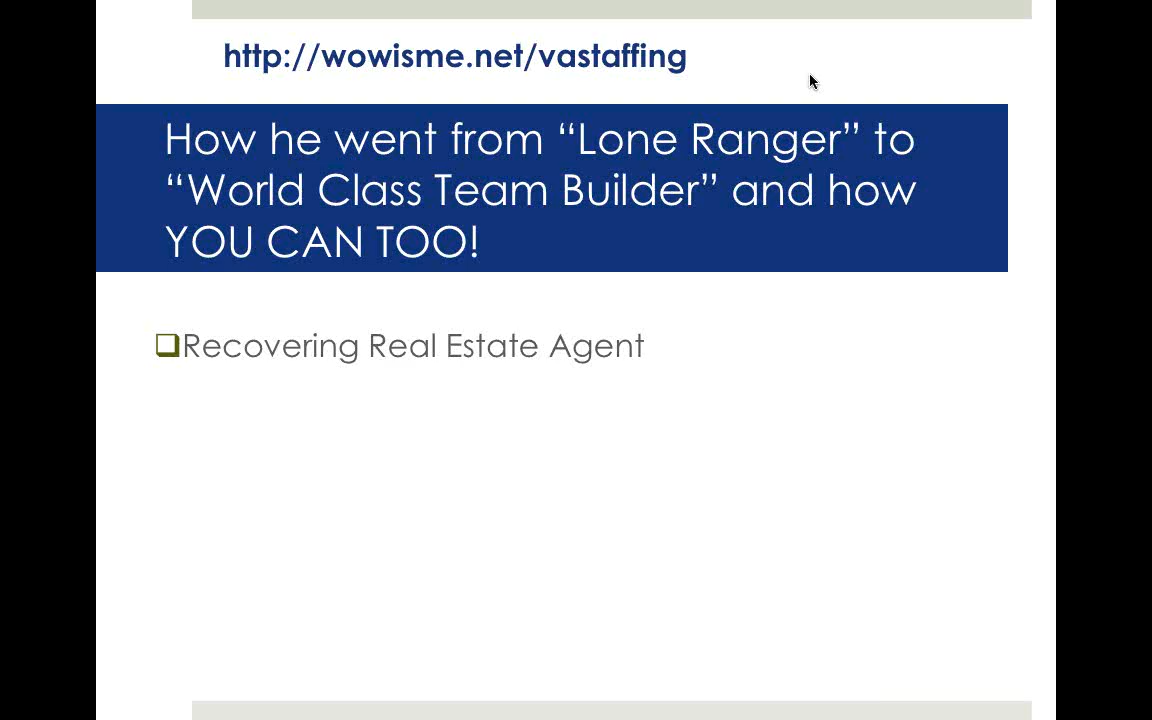 http://wowisme.net/vastaffing
How he went from “Lone Ranger” to
“World Class Team Builder” and how
YOU CAN TOO!
Recovering Real Estate Agent